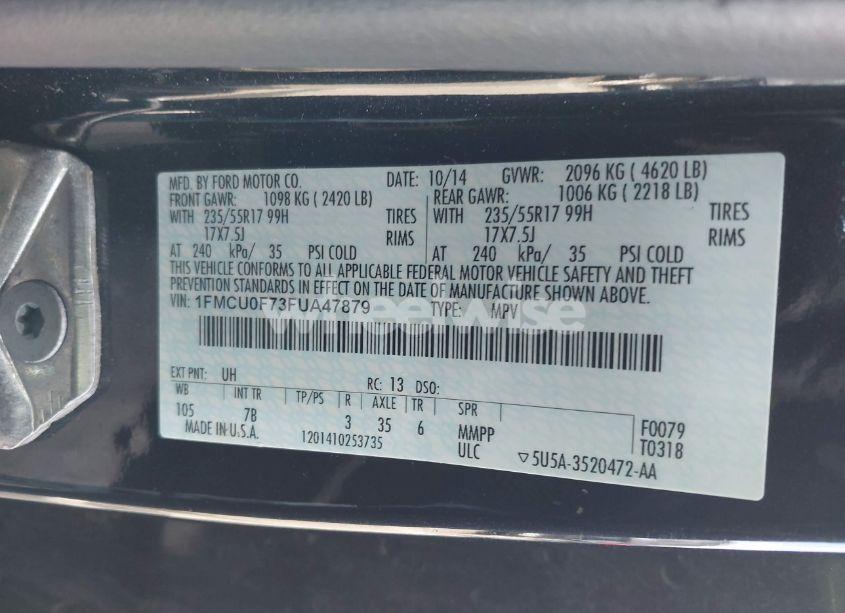 MFD. BY FORD MOTOR CO. DATE: 10/14 GVWR: 2096 KG ( 4620 LB)
FRONT GAWR: 1098 KG ( 2420 LB) REAR GAWR: 1006 KG ( 2218 LB)
WITH 235/55R17 99H TIRES WITH 235/55R17 99H TIRES
17X7.5J RIMS 17X7.5J RIMS
AT 240 kPa/ 35 PSI COLD AT 240 kPa/ 35 PSI COLD
THIS VEHICLE CONFORMS TO ALL APPLICABLE FEDERAL MOTOR VEHICLE SAFETY AND THEFT
PREVENTION STANDARDS IN EFFECT ON THE DATE OF MANUFACTURE SHOWN ABOVE.
VIN: 1FMCU0F73FUA47879 TYPE: MPV
wheelwise
EXT PNT: UH RC: 13 DSO:
WB INT TR TP/PS R AXLE TR SPR
105 7B 3 35 6 MMPP F0079
MADE IN U.S.A. 1201410253735 ULC T0318
▽5U5A-3520472-AA